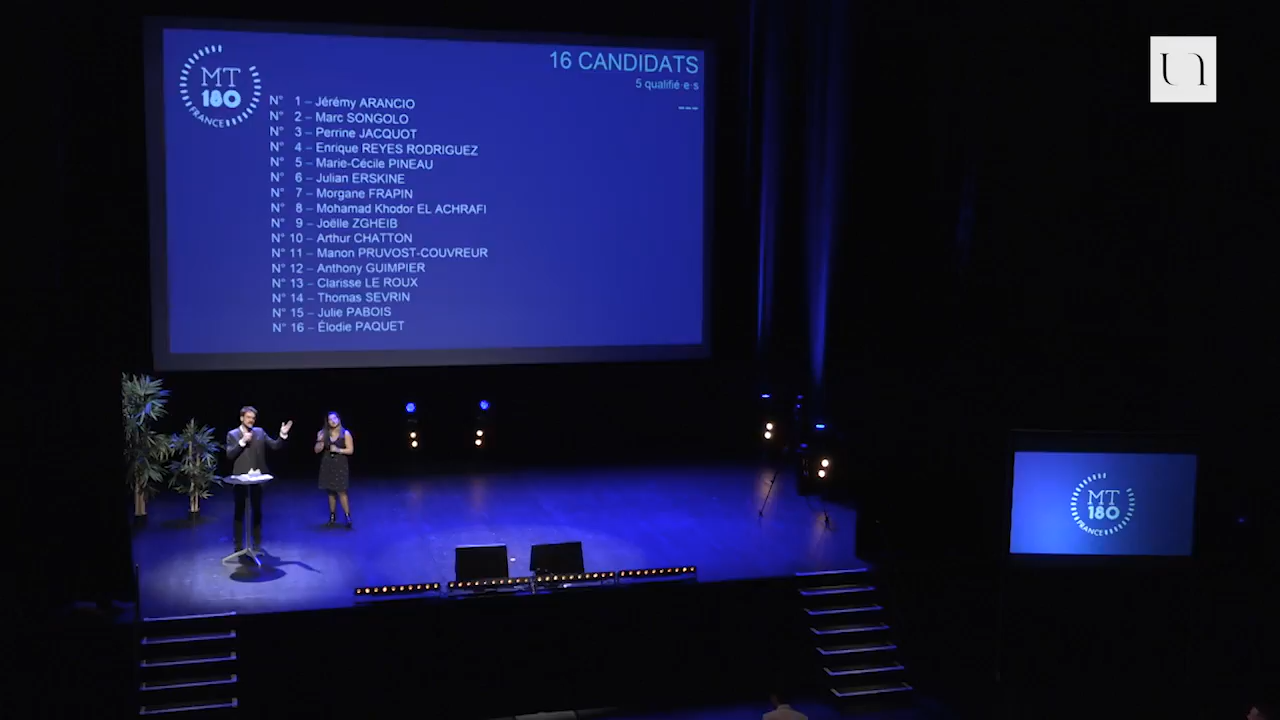 MT
180
FRANCE
16 CANDIDATS
5 qualifié·e·s
---
N° 1 – Jérémy ARANCIO
N° 2 – Marc SONGOLO
N° 3 – Perrine JACQUOT
N° 4 – Enrique REYES RODRIGUEZ
N° 5 – Marie-Cécile PINEAU
N° 6 – Julian ERSKINE
N° 7 – Morgane FRAPIN
N° 8 – Mohamad Khodor EL ACHRAFI
N° 9 – Joëlle ZGHEIB
N° 10 – Arthur CHATTON
N° 11 – Manon PRUVOST-COUVREUR
N° 12 – Anthony GUIMPIER
N° 13 – Clarisse LE ROUX
N° 14 – Thomas SEVRIN
N° 15 – Julie PABOIS
N° 16 – Élodie PAQUET
MT
180
FRANCE